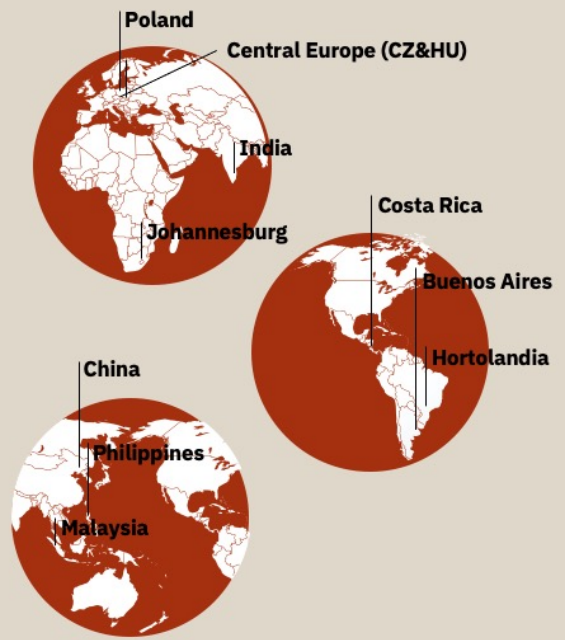 Poland
Central Europe (CZ&HU)
India
Johannesburg
Costa Rica
Buenos Aires
Hortolandia
China
Philippines
Malaysia